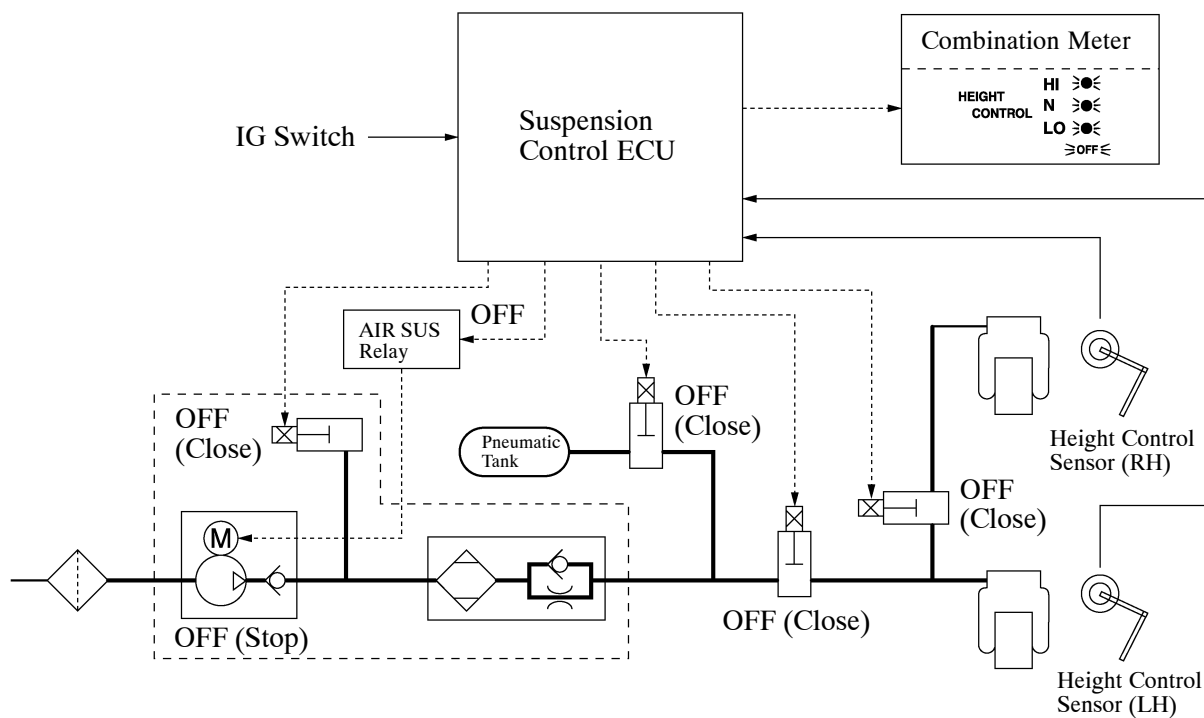 Combination Meter
HEIGHT
CONTROL
HI
N
LO
OFF
IG Switch
Suspension
Control ECU
OFF
AIR SUS
Relay
OFF
(Close)
Pneumatic
Tank
OFF
(Close)
Height Control
Sensor (RH)
OFF
(Close)
M
OFF (Stop)
OFF (Close)
Height Control
Sensor (LH)